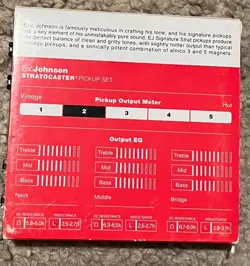 Eric Johnson is famously meticulous in crafting his tone, and his signature pickups
are a key element of his unmistakably pure sound. EJ Signature Strat pickups produce
the perfect balance of clean and gritty tones, with slightly hotter output than typical
bridge pickups, and a sonically potent combination of alnico 3 and 5 magnets.
Eric Johnson
STRATOCASTER® PICKUP SET
Pickup Output Meter
Vintage Hot
1 2 3 4 5
Output EQ
Treble Treble Treble
Mid Mid Mid
Bass Bass Bass
Neck Middle Bridge
DC RESISTANCE INDUCTANCE DC RESISTANCE INDUCTANCE DC RESISTANCE INDUCTANCE
Ω L Ω L Ω L